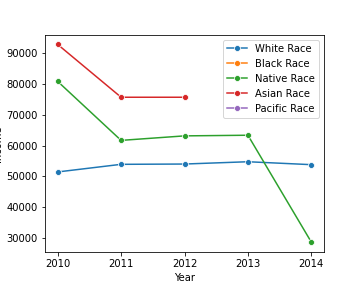 White Race
Black Race
Native Race
Asian Race
Pacific Race
90000
80000
70000
60000
50000
40000
30000
2010 2011 2012 2013 2014
Year